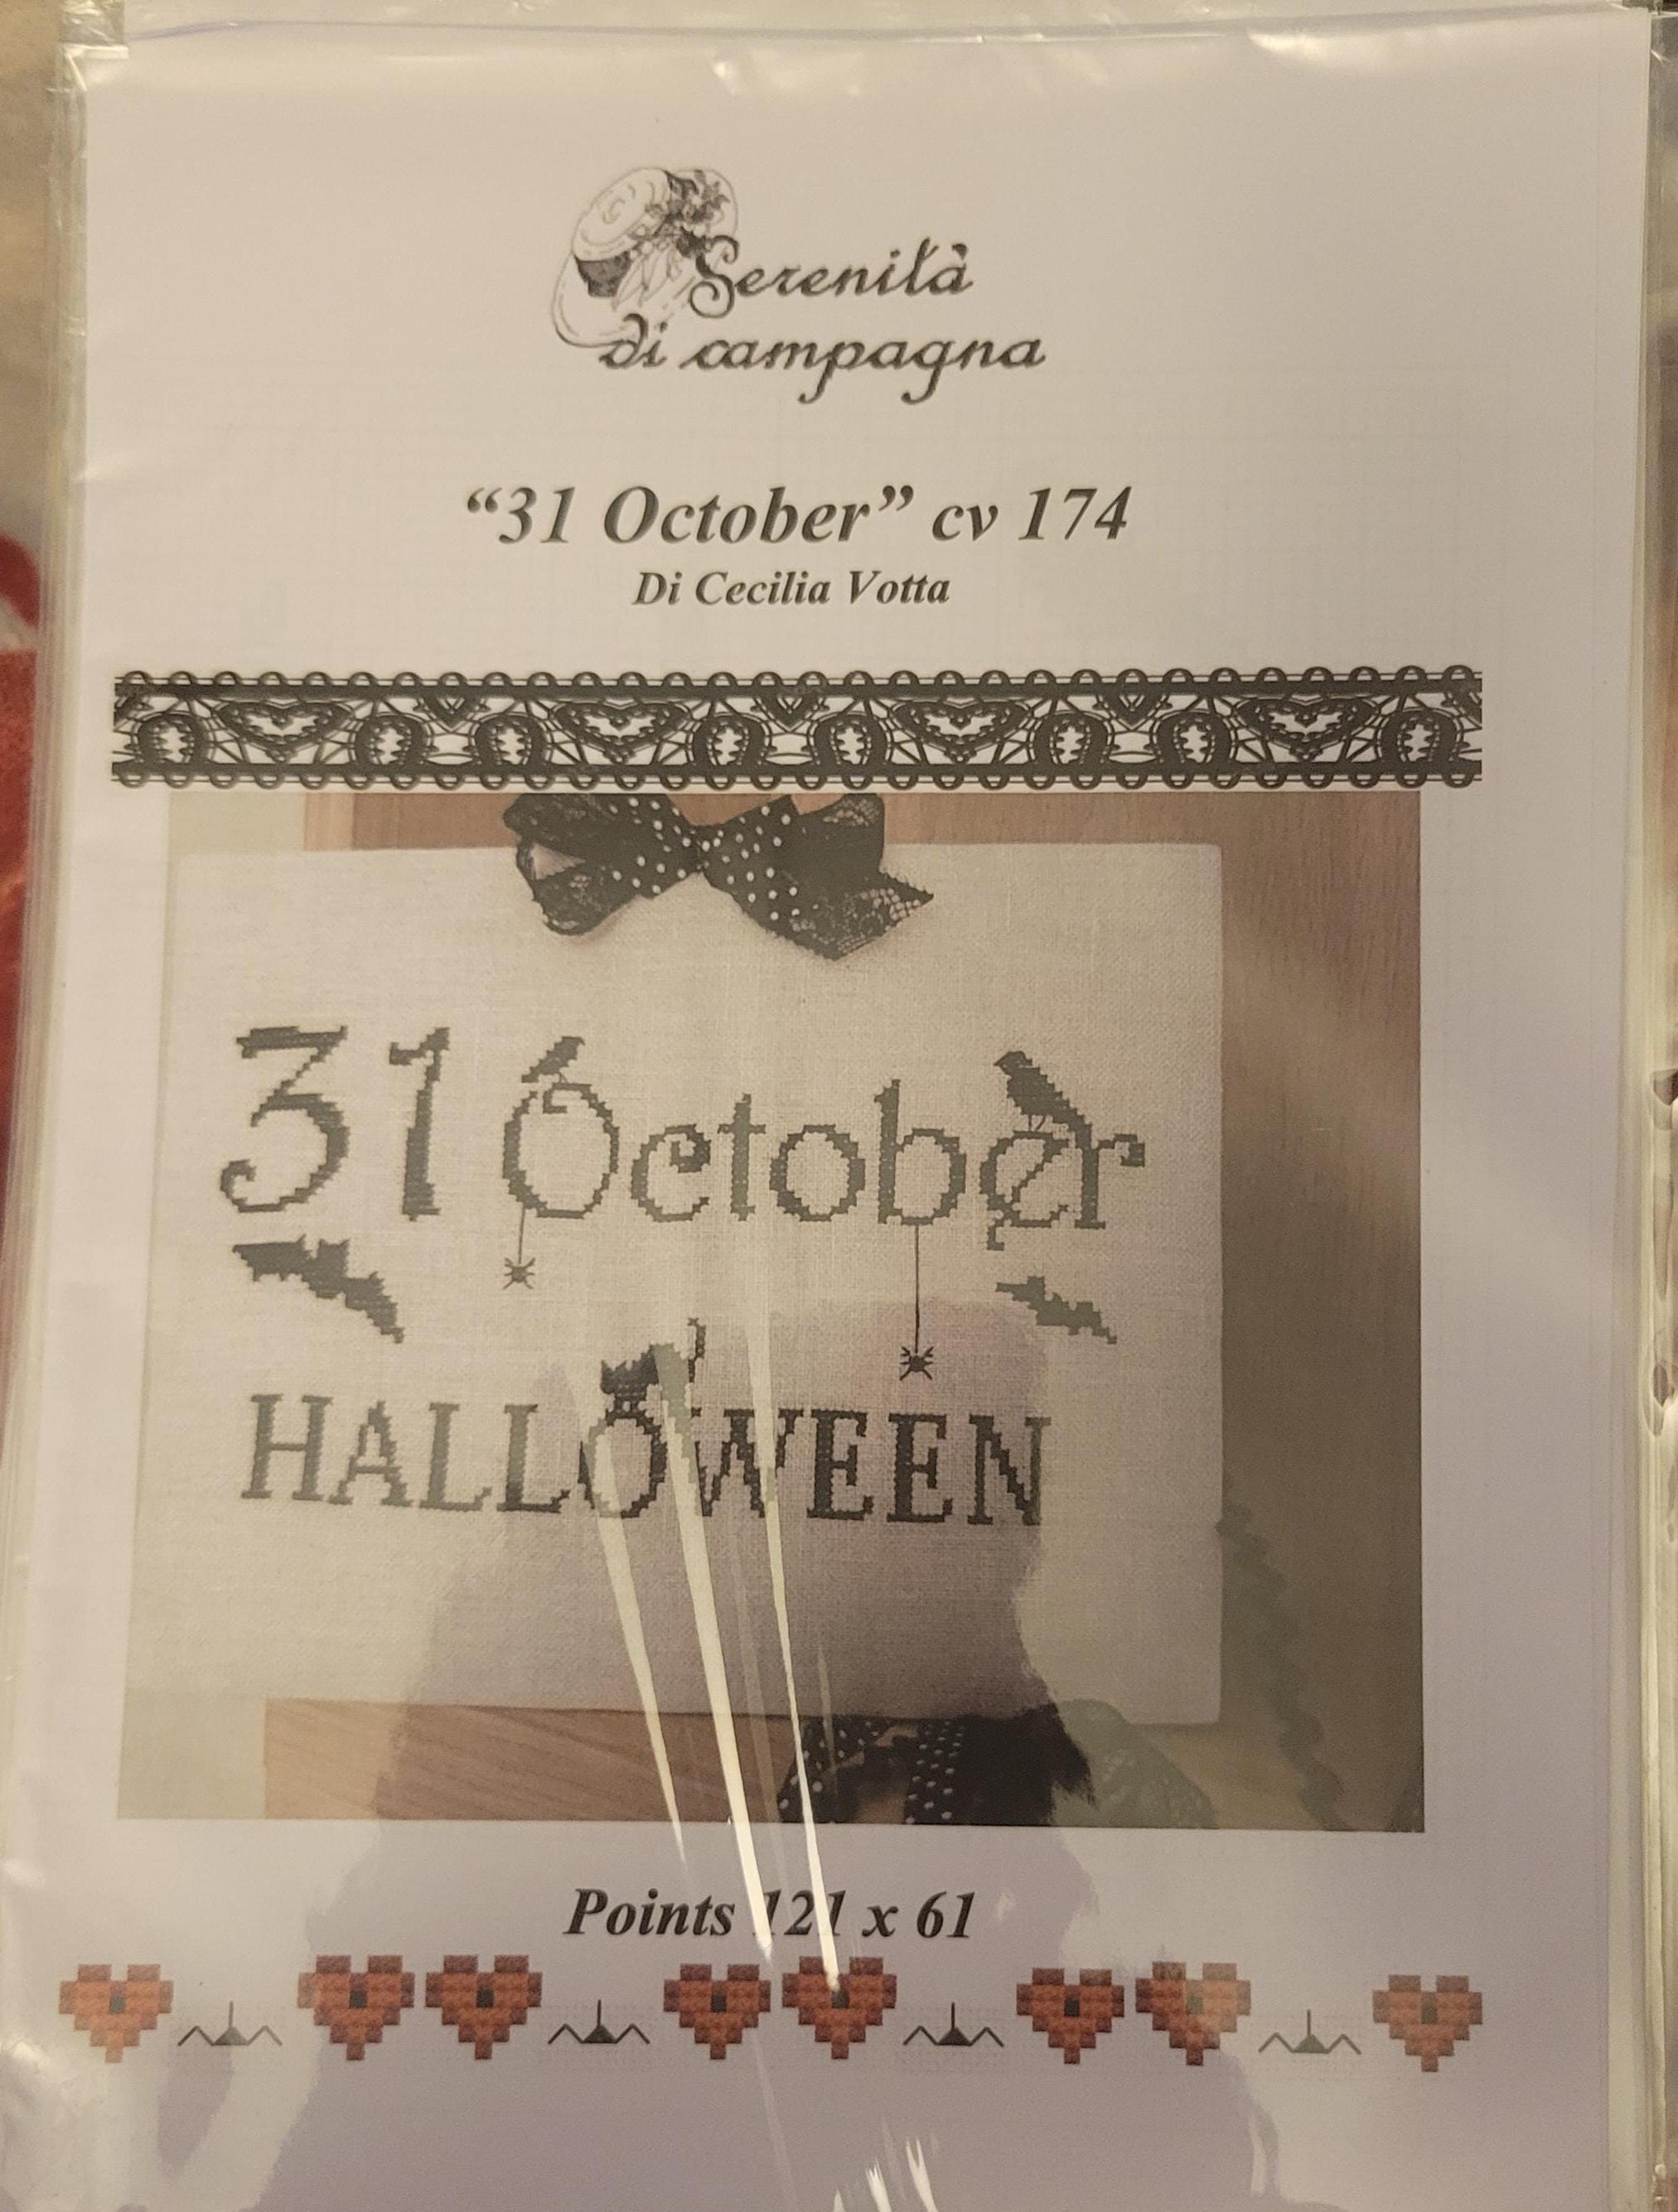 Serenità
di campagna
“31 October” cv 174
Di Cecilia Votta
31 October
HALLOWEEN
Points 121 x 61